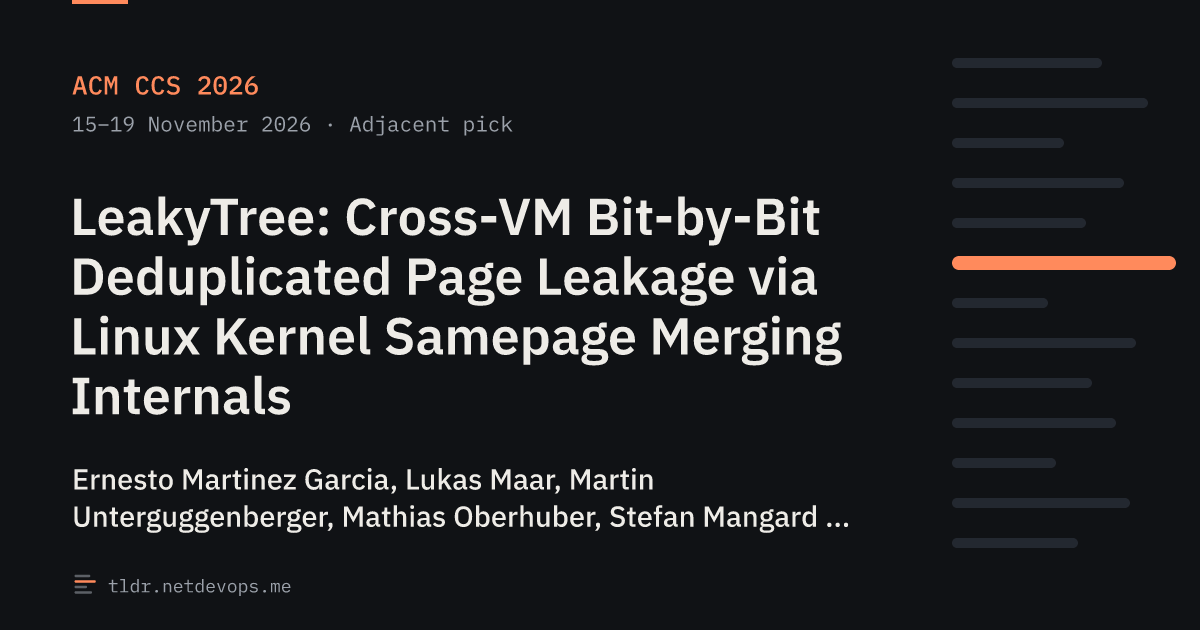 ACM CCS 2026
15–19 November 2026 · Adjacent pick
LeakyTree: Cross-VM Bit-by-Bit
Deduplicated Page Leakage via
Linux Kernel Samepage Merging
Internals
Ernesto Martinez Garcia, Lukas Maar, Martin
Unterguggenberger, Mathias Oberhuber, Stefan Mangard ...
tldr.netdevops.me